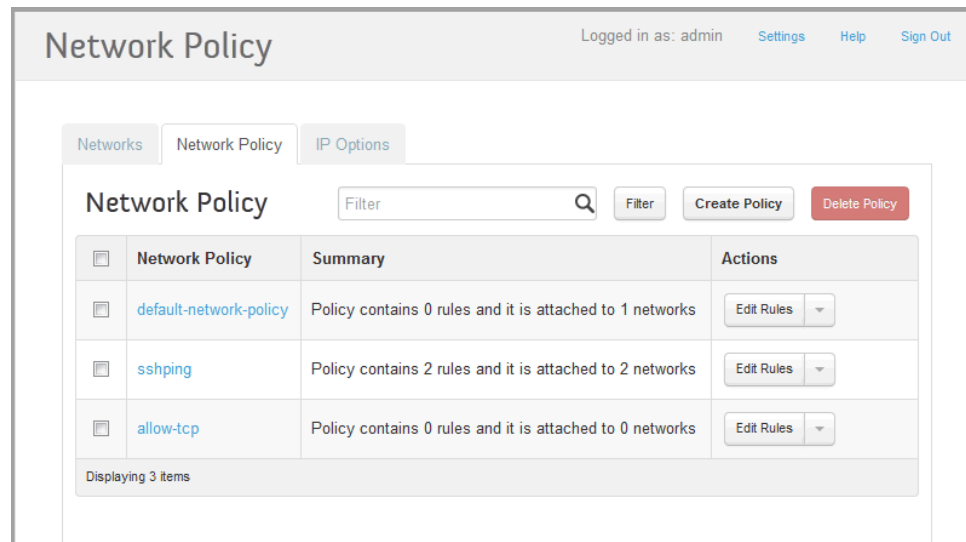 Network Policy
Logged in as: admin Settings Help Sign Out
Networks Network Policy IP Options
Network Policy Filter Filter Create Policy Delete Policy
Network Policy Summary Actions
default-network-policy Policy contains 0 rules and it is attached to 1 networks Edit Rules
sshping Policy contains 2 rules and it is attached to 2 networks Edit Rules
allow-tcp Policy contains 0 rules and it is attached to 0 networks Edit Rules
Displaying 3 items